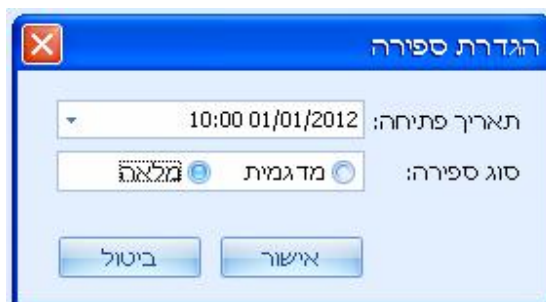 הגדרת ספירה
תאריך פתיחה: 10:00 01/01/2012
סוג ספירה: מדגמית מלאה
אישור ביטול